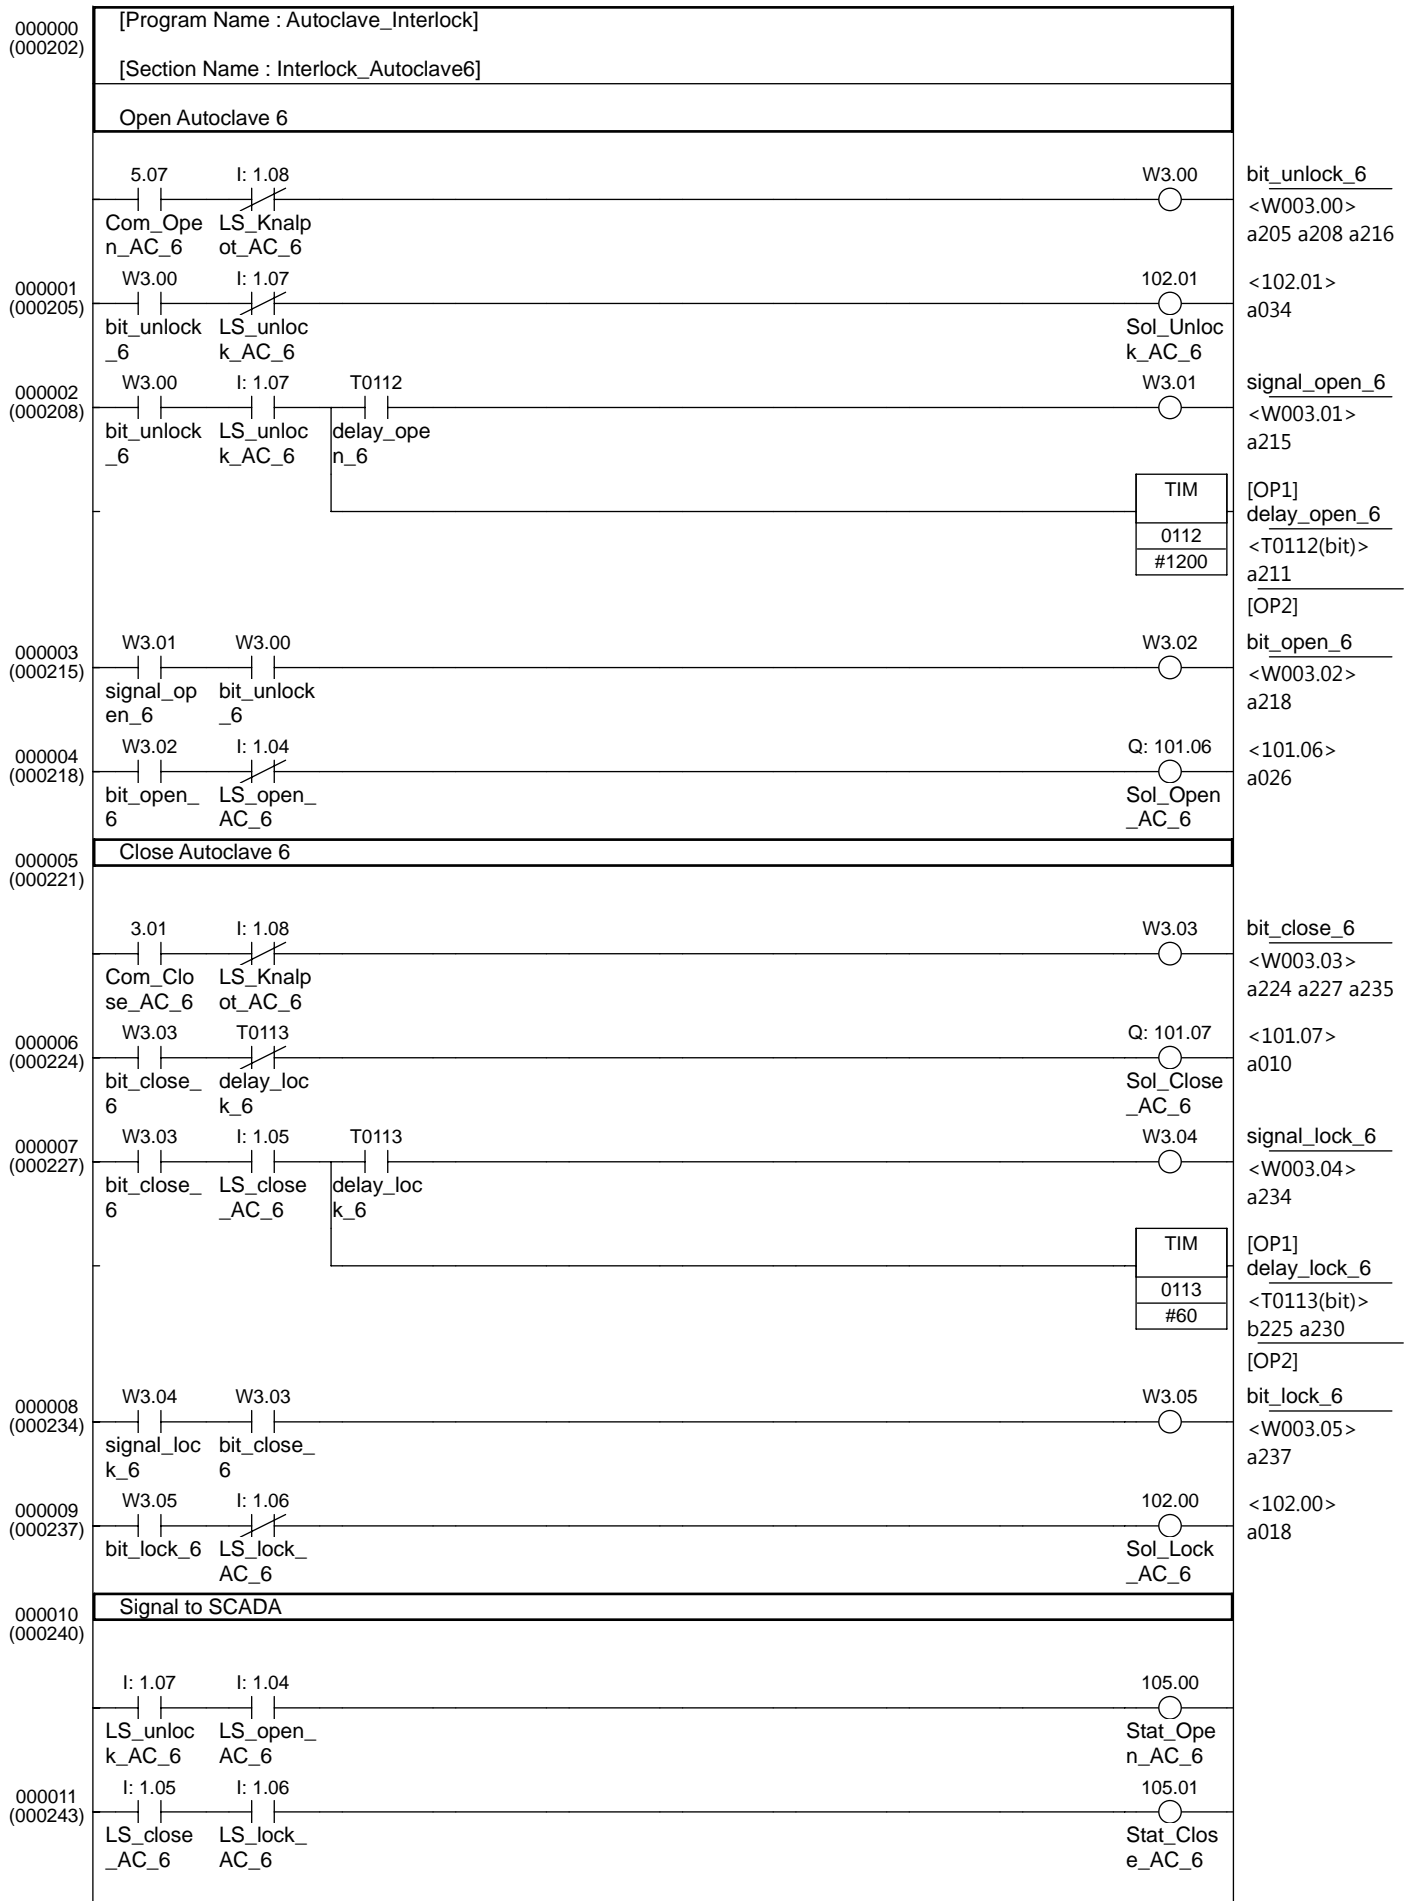 000000
(000202)
[Program Name : Autoclave_Interlock]
[Section Name : Interlock_Autoclave6]
Open Autoclave 6
5.07 I: 1.08 W3.00 bit_unlock_6
Com_Ope LS_Knalp <W003.00>
n_AC_6 ot_AC_6 a205 a208 a216
000001
(000205)
W3.00 I: 1.07 102.01 <102.01>
a034
bit_unlock LS_unloc Sol_Unloc
_6 k_AC_6 k_AC_6
000002
(000208)
W3.00 I: 1.07 T0112 W3.01 signal_open_6
<W003.01>
bit_unlock LS_unloc delay_ope a215
_6 k_AC_6 n_6
TIM [OP1]
delay_open_6
0112 <T0112(bit)>
#1200 a211
[OP2]
000003
(000215)
W3.01 W3.00 W3.02 bit_open_6
<W003.02>
signal_op bit_unlock a218
en_6 _6
000004
(000218)
W3.02 I: 1.04 Q: 101.06 <101.06>
a026
bit_open_ LS_open_ Sol_Open
6 AC_6 _AC_6
000005
(000221)
Close Autoclave 6
3.01 I: 1.08 W3.03 bit_close_6
Com_Clo LS_Knalp <W003.03>
se_AC_6 ot_AC_6 a224 a227 a235
000006
(000224)
W3.03 T0113 Q: 101.07 <101.07>
a010
bit_close_ delay_loc Sol_Close
6 k_6 _AC_6
000007
(000227)
W3.03 I: 1.05 T0113 W3.04 signal_lock_6
<W003.04>
bit_close_ LS_close delay_loc a234
6 _AC_6 k_6
TIM [OP1]
delay_lock_6
0113 <T0113(bit)>
#60 b225 a230
[OP2]
000008
(000234)
W3.04 W3.03 W3.05 bit_lock_6
<W003.05>
signal_loc bit_close_ a237
k_6 6
000009
(000237)
W3.05 I: 1.06 102.00 <102.00>
a018
bit_lock_6 LS_lock_ Sol_Lock
AC_6 _AC_6
000010
(000240)
Signal to SCADA
I: 1.07 I: 1.04 105.00
LS_unloc LS_open_ Stat_Ope
k_AC_6 AC_6 n_AC_6
000011
(000243)
I: 1.05 I: 1.06 105.01
LS_close LS_lock_ Stat_Clos
_AC_6 AC_6 e_AC_6